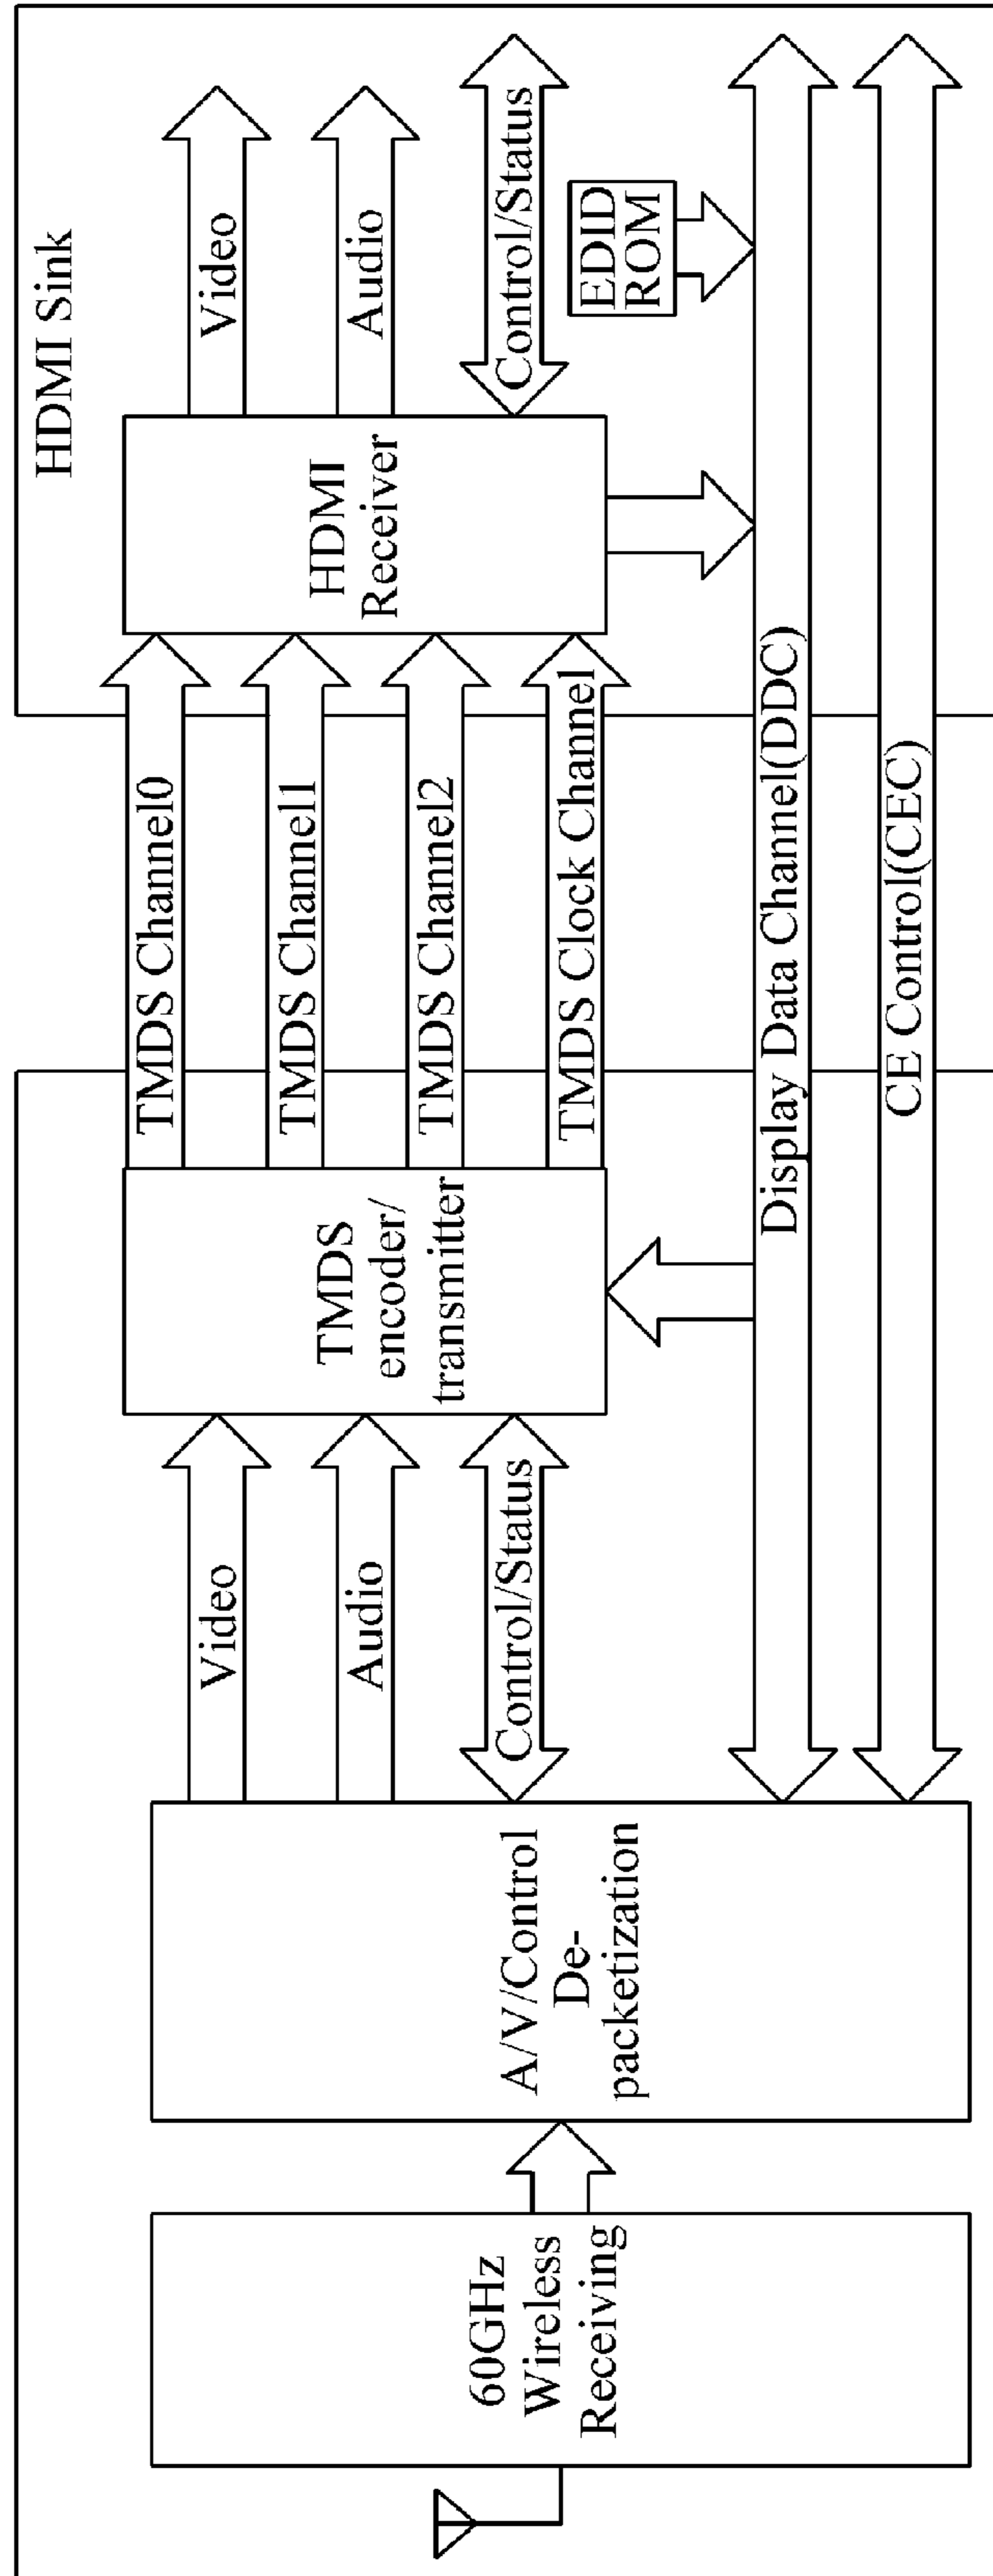 HDMI Sink
60GHz
Wireless
Receiving
A/V/Control
De-
packetization
Video
Audio
Control/Status
TMDS
encoder/
transmitter
TMDS Channel0
TMDS Channel1
TMDS Channel2
TMDS Clock Channel
HDMI
Receiver
Video
Audio
Control/Status
EDID
ROM
Display Data Channel(DDC)
CE Control(CEC)